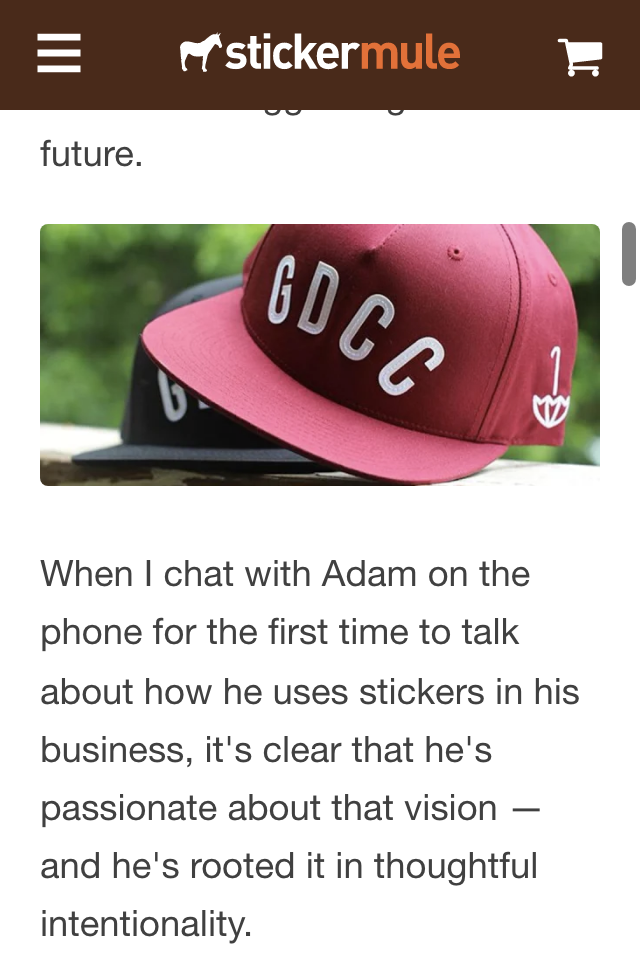 stickermule
future.
GDCC
G
When I chat with Adam on the
phone for the first time to talk
about how he uses stickers in his
business, it's clear that he's
passionate about that vision —
and he's rooted it in thoughtful
intentionality.